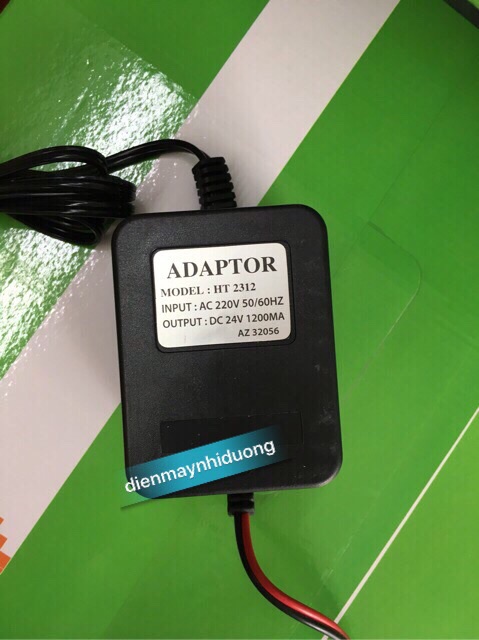 ADAPTOR
MODEL : HT 2312
INPUT : AC 220V 50/60HZ
OUTPUT : DC 24V 1200MA
AZ 32056
dienmaynhiduong